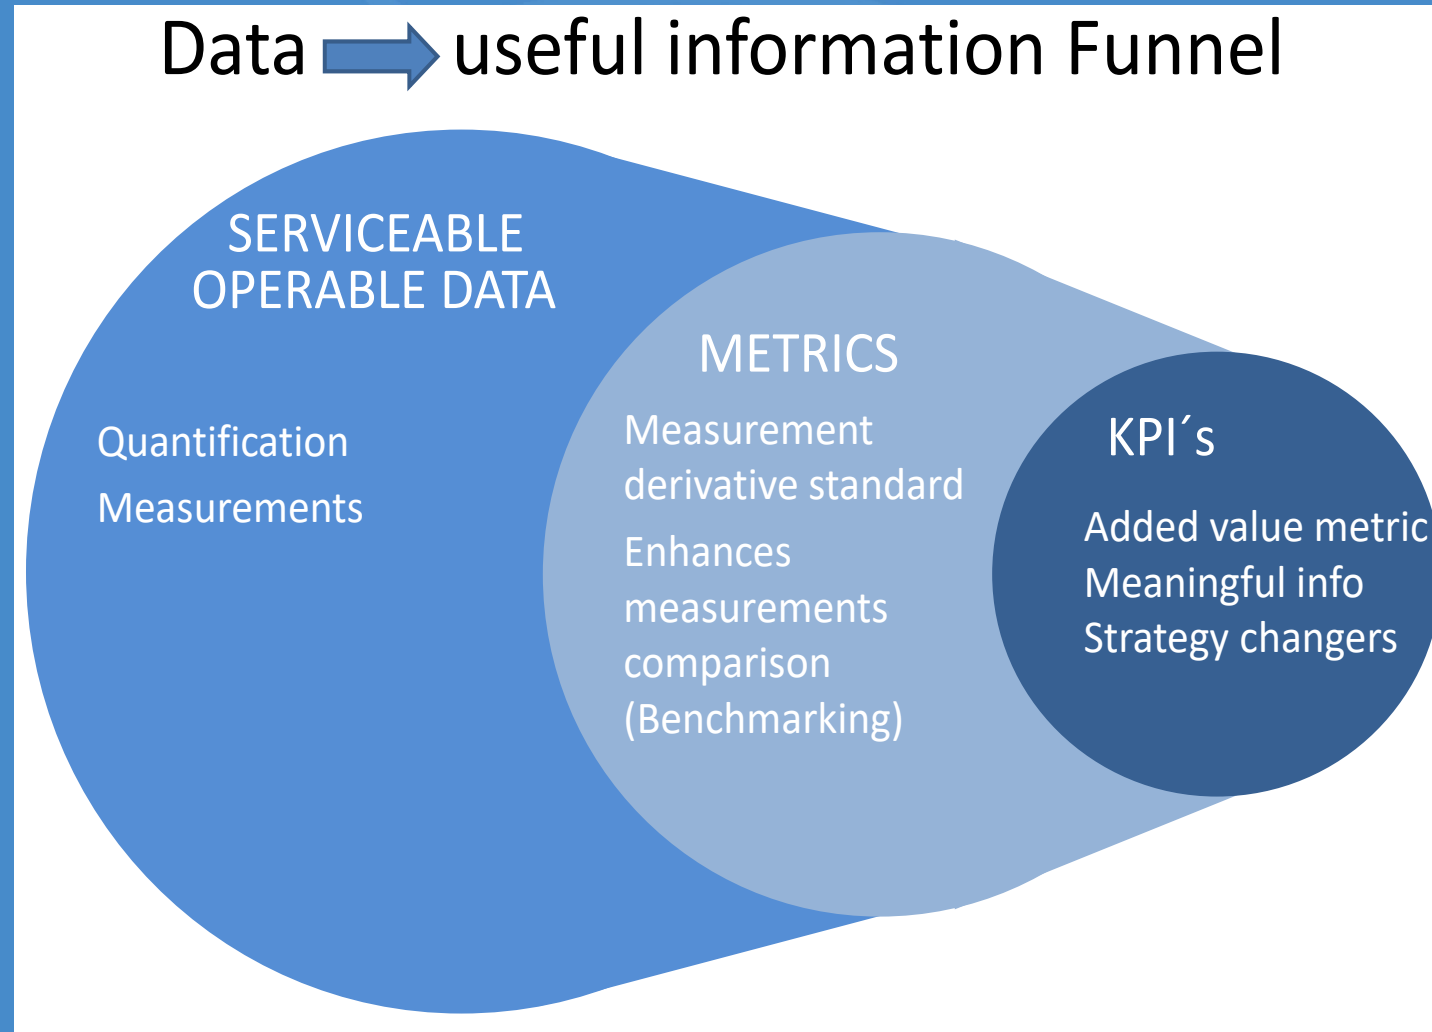 Data useful information Funnel
SERVICEABLE
OPERABLE DATA
Quantification
Measurements
METRICS
Measurement
derivative standard
Enhances
measurements
comparison
(Benchmarking)
KPI´s
Added value metric
Meaningful info
Strategy changers